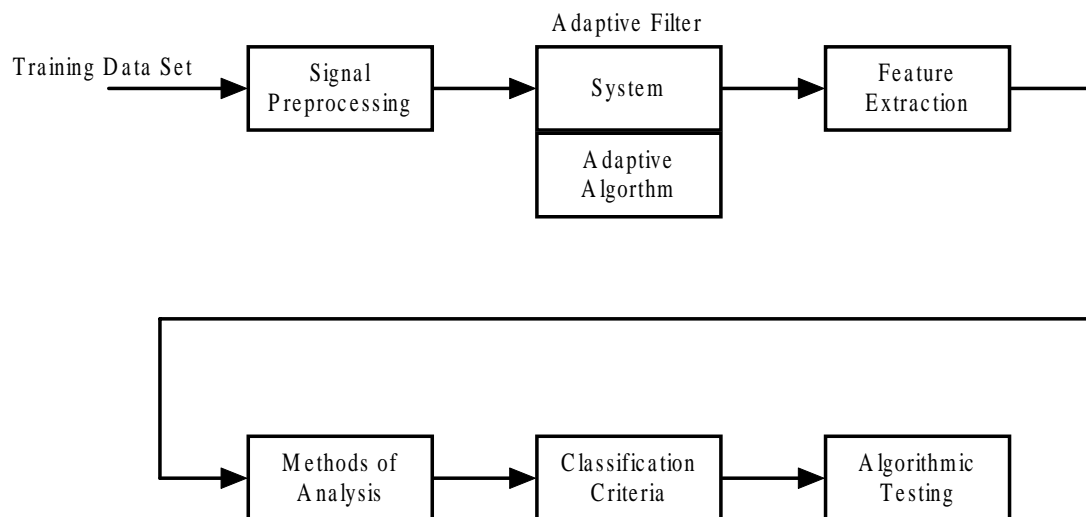 Adaptive Filter
Training Data Set
Signal
Preprocessing
System
Feature
Extraction
Adaptive
Algorthm
Methods of
Analysis
Classification
Criteria
Algorithmic
Testing